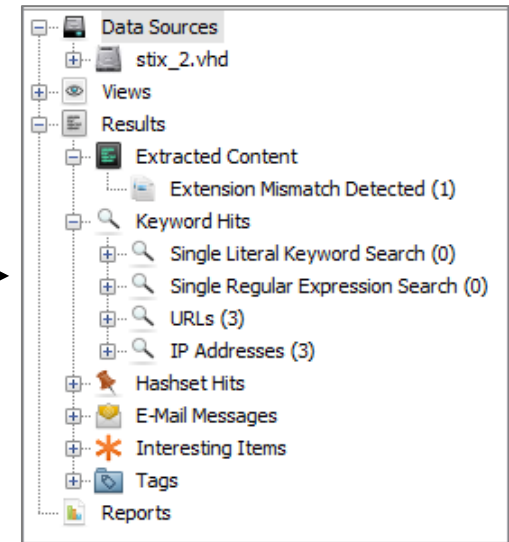 Data Sources
stix_2.vhd
Views
Results
Extracted Content
Extension Mismatch Detected (1)
Keyword Hits
Single Literal Keyword Search (0)
Single Regular Expression Search (0)
URLs (3)
IP Addresses (3)
Hashset Hits
E-Mail Messages
Interesting Items
Tags
Reports